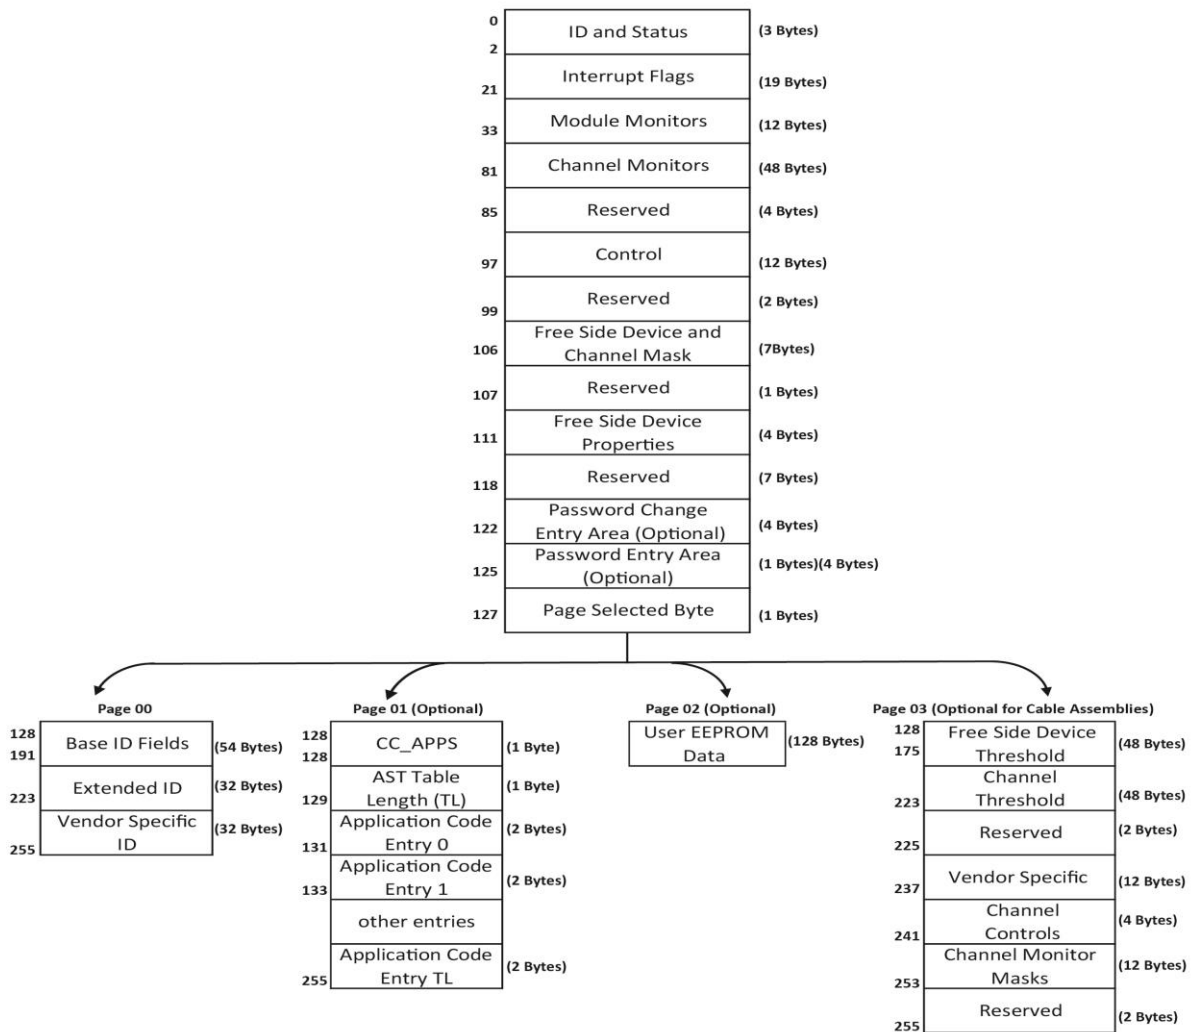 0
ID and Status
(3 Bytes)
2
Interrupt Flags
21
(19 Bytes)
Module Monitors
33
(12 Bytes)
Channel Monitors
81
(48 Bytes)
Reserved
85
(4 Bytes)
Control
97
(12 Bytes)
Reserved
99
(2 Bytes)
Free Side Device and
106
Channel Mask
(7Bytes)
Reserved
107
(1 Bytes)
Free Side Device
111
Properties
(4 Bytes)
Reserved
118
(7 Bytes)
Password Change
122
Entry Area (Optional)
(4 Bytes)
Password Entry Area
125
(Optional)
(1 Bytes)(4 Bytes)
Page Selected Byte
127
(1 Bytes)
Page 00
128
Base ID Fields
(54 Bytes)
191
Extended ID
(32 Bytes)
223
Vendor Specific
ID
(32 Bytes)
255
Page 01 (Optional)
128
CC_APPS
(1 Byte)
128
AST Table
Length (TL)
(1 Byte)
129
Application Code
Entry 0
(2 Bytes)
131
Application Code
Entry 1
(2 Bytes)
133
other entries
Application Code
Entry TL
(2 Bytes)
255
Page 02 (Optional)
User EEPROM
Data
(128 Bytes)
Page 03 (Optional for Cable Assemblies)
128
Free Side Device
Threshold
(48 Bytes)
175
Channel
Threshold
(48 Bytes)
223
Reserved
(2 Bytes)
225
Vendor Specific
(12 Bytes)
237
Channel
Controls
(4 Bytes)
241
Channel Monitor
Masks
(12 Bytes)
253
Reserved
(2 Bytes)
255